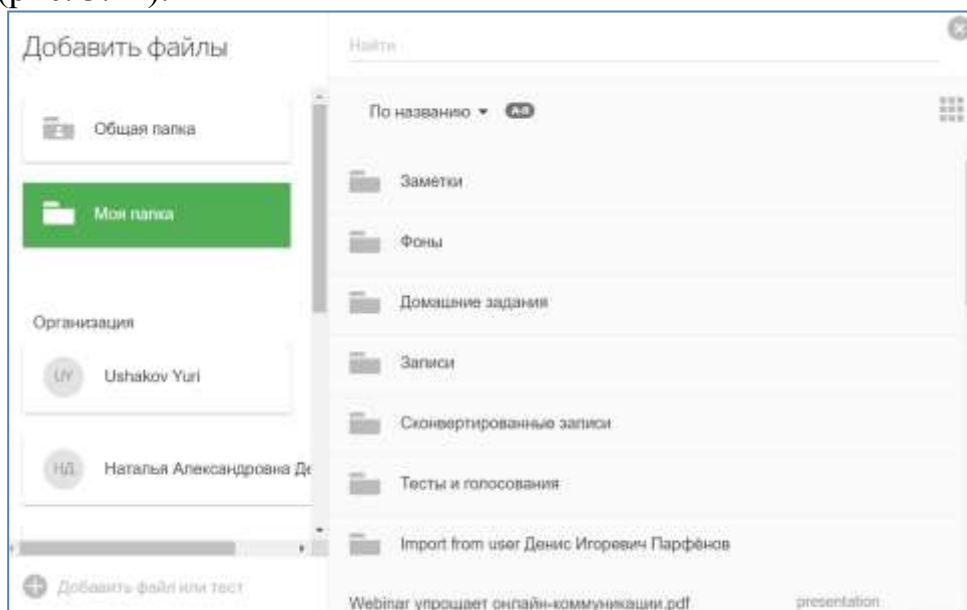 Добавить файлы
Найти
Общая папка
Моя папка
Организация
UY
Ushakov Yuri
НД
Наталья Александровна Де
Добавить файл или тест
По названию
А-Я
Заметки
Фоны
Домашние задания
Записи
Сконвертированные записи
Тесты и голосования
Import from user Денис Игоревич Парфёнов
Webinar упрощает онлайн-коммуникации.pdf presentation